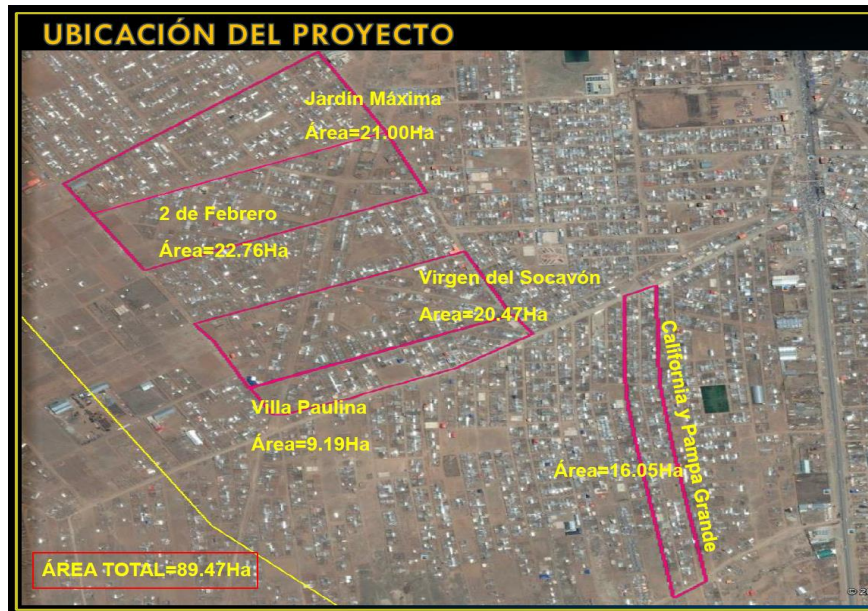 UBICACIÓN DEL PROYECTO
Jardín Máxima
Área=21.00Ha
2 de Febrero
Área=22.76Ha
Virgen del Socavón
Area=20.47Ha
California y Pampa Grande
Área=16.05Ha
Villa Paulina
Área=9.19Ha
ÁREA TOTAL=89.47Ha